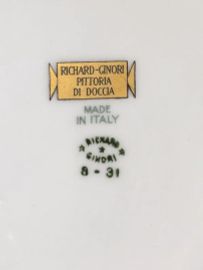 RICHARD-GINORI
PITTORIA
DI DOCCIA
MADE
IN ITALY
RICHARD
GINORI
8 - 31